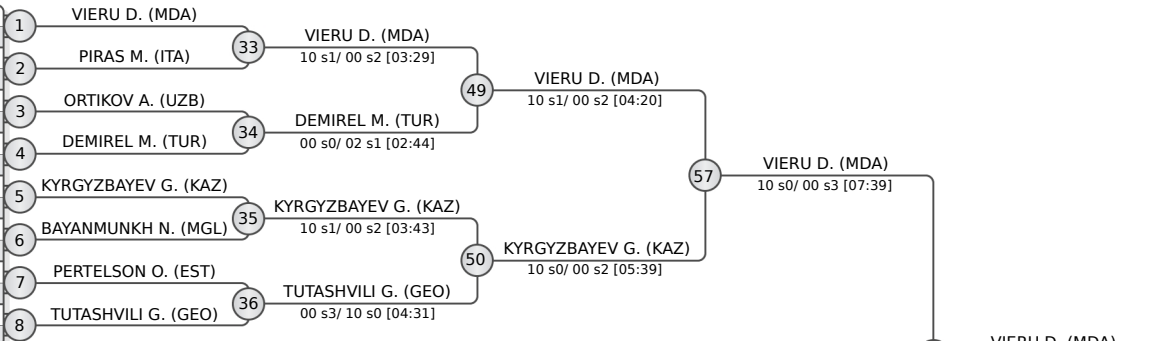 1
VIERU D. (MDA)
2
PIRAS M. (ITA)
33
VIERU D. (MDA)
10 s1/ 00 s2 [03:29]
3
ORTIKOV A. (UZB)
4
DEMIREL M. (TUR)
34
DEMIREL M. (TUR)
00 s0/ 02 s1 [02:44]
49
VIERU D. (MDA)
10 s1/ 00 s2 [04:20]
5
KYRGYZBAYEV G. (KAZ)
6
BAYANMUNKH N. (MGL)
35
KYRGYZBAYEV G. (KAZ)
10 s1/ 00 s2 [03:43]
7
PERTELSON O. (EST)
8
TUTASHVILI G. (GEO)
36
TUTASHVILI G. (GEO)
00 s3/ 10 s0 [04:31]
50
KYRGYZBAYEV G. (KAZ)
10 s0/ 00 s2 [05:39]
57
VIERU D. (MDA)
10 s0/ 00 s3 [07:39]
VIERU D. (MDA)